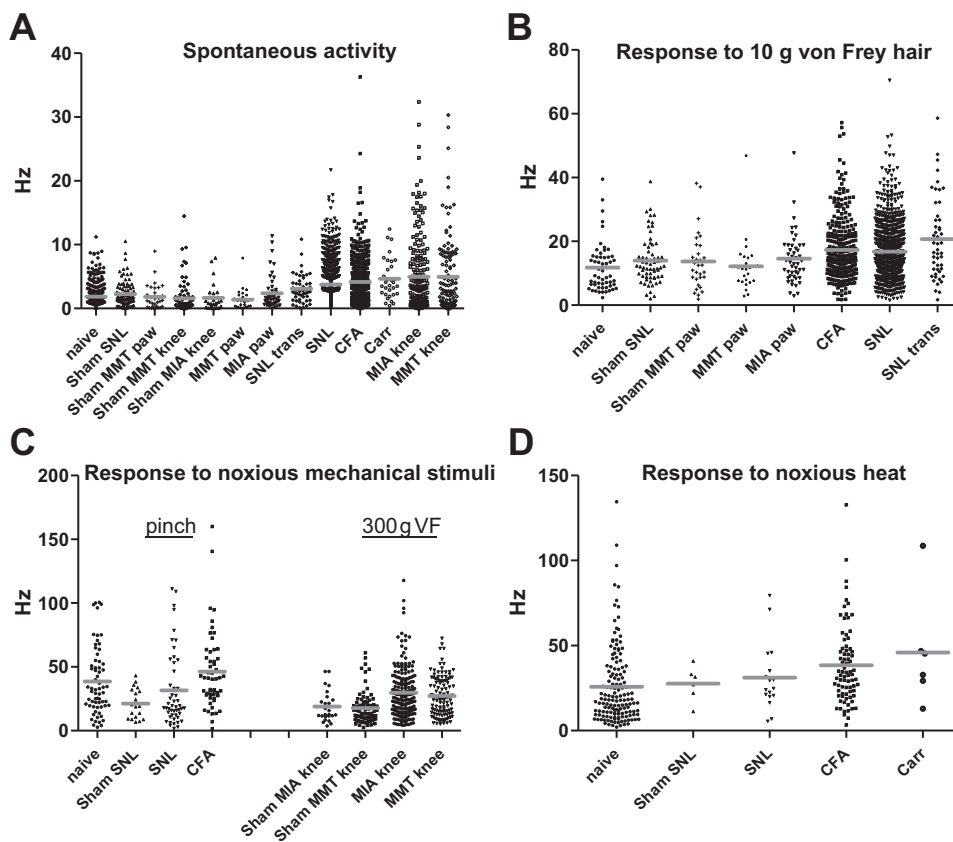 A
Spontaneous activity
Hz
40
30
20
10
0
naive
Sham SNL
Sham MMT paw
Sham MMT knee
Sham MIA knee
MMT paw
MIA paw
SNL trans
SNL
CFA
Carr
MIA knee
MMT knee
B
Response to 10 g von Frey hair
Hz
80
60
40
20
0
naive
Sham SNL
Sham MMT paw
MMT paw
MIA paw
CFA
SNL
SNL trans
C
Response to noxious mechanical stimuli
Hz
200
150
100
50
0
pinch
300 g VF
naive
Sham SNL
SNL
CFA
Sham MIA knee
Sham MMT knee
MIA knee
MMT knee
D
Response to noxious heat
Hz
150
100
50
0
naive
Sham SNL
SNL
CFA
Carr